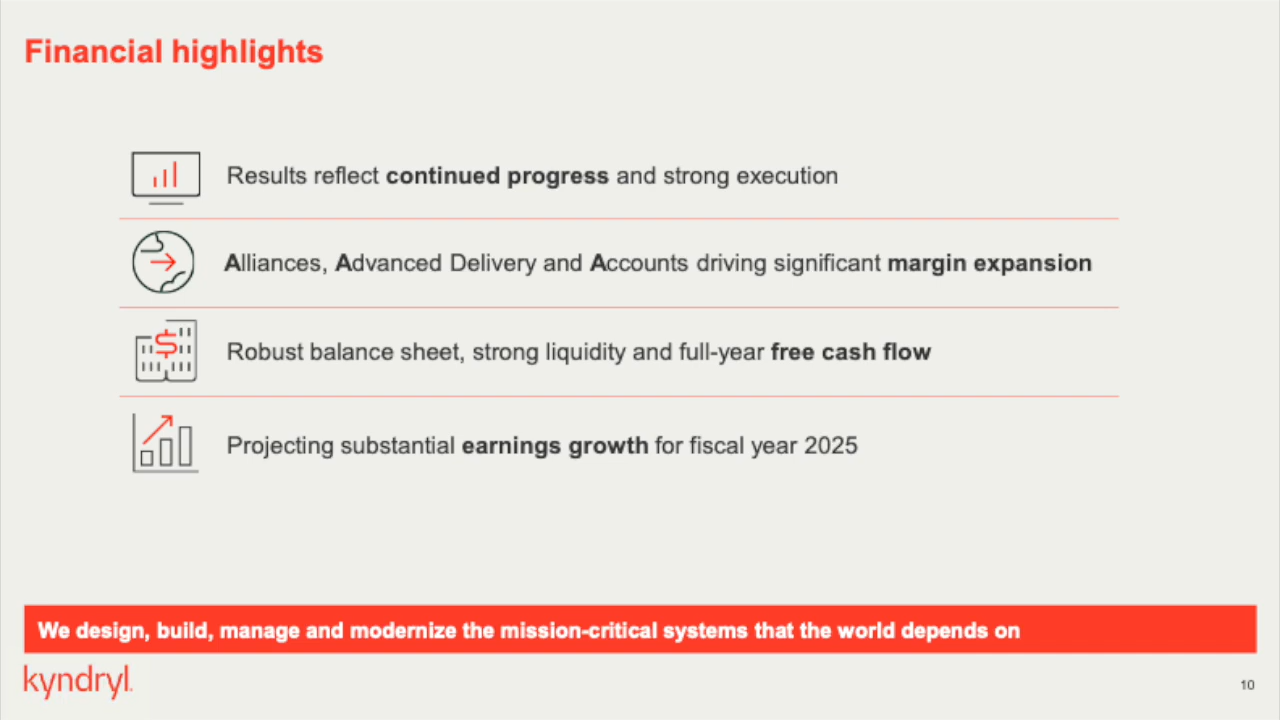 Financial highlights
Results reflect continued progress and strong execution
Alliances, Advanced Delivery and Accounts driving significant margin expansion
Robust balance sheet, strong liquidity and full-year free cash flow
Projecting substantial earnings growth for fiscal year 2025
We design, build, manage and modernize the mission-critical systems that the world depends on
kyndryl.
10